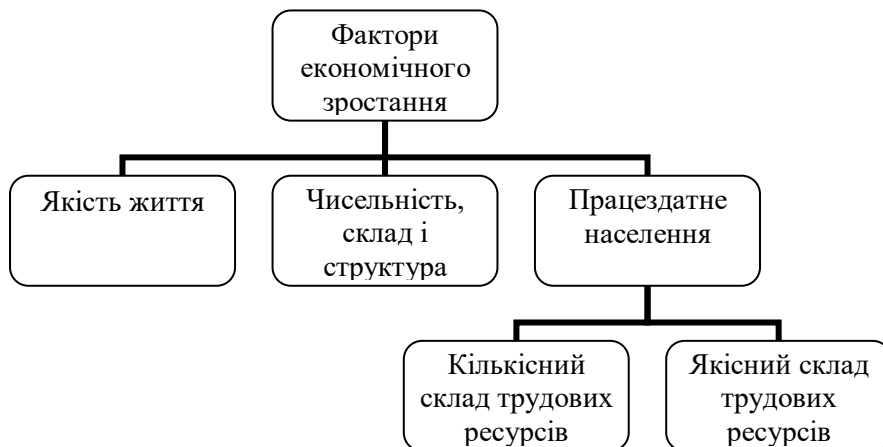 Фактори
економічного
зростання
Якість життя
Чисельність,
склад і
структура
Працездатне
населення
Кількісний
склад трудових
ресурсів
Якісний склад
трудових
ресурсів